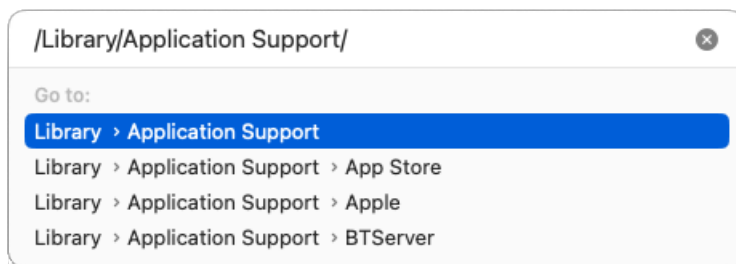 /Library/Application Support/
Go to:
Library › Application Support
Library › Application Support › App Store
Library › Application Support › Apple
Library › Application Support › BTServer